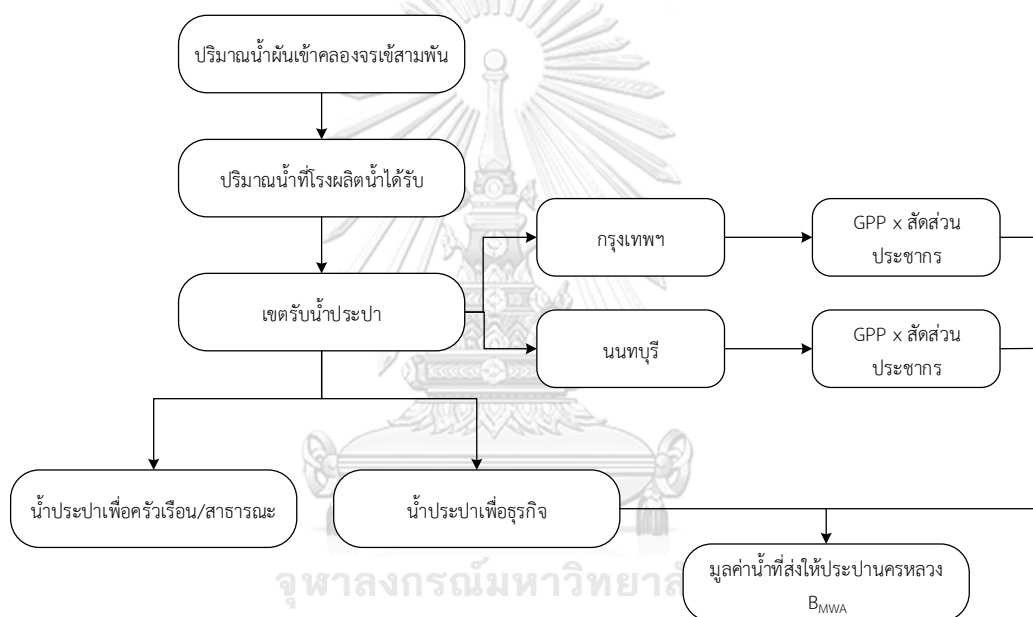 ปริมาณน้ำผันเข้าคลองจรเข้สามพัน
ปริมาณน้ำที่โรงผลิตน้ำได้รับ
กรุงเทพฯ
GPP x สัดส่วน
ประชากร
เขตรับน้ำประปา
นนทบุรี
GPP x สัดส่วน
ประชากร
น้ำประปาเพื่อครัวเรือน/สาธารณะ
น้ำประปาเพื่อธุรกิจ
มูลค่าน้ำที่ส่งให้ประปานครหลวง
BMWA
จุฬาลงกรณ์มหาวิทยาลั